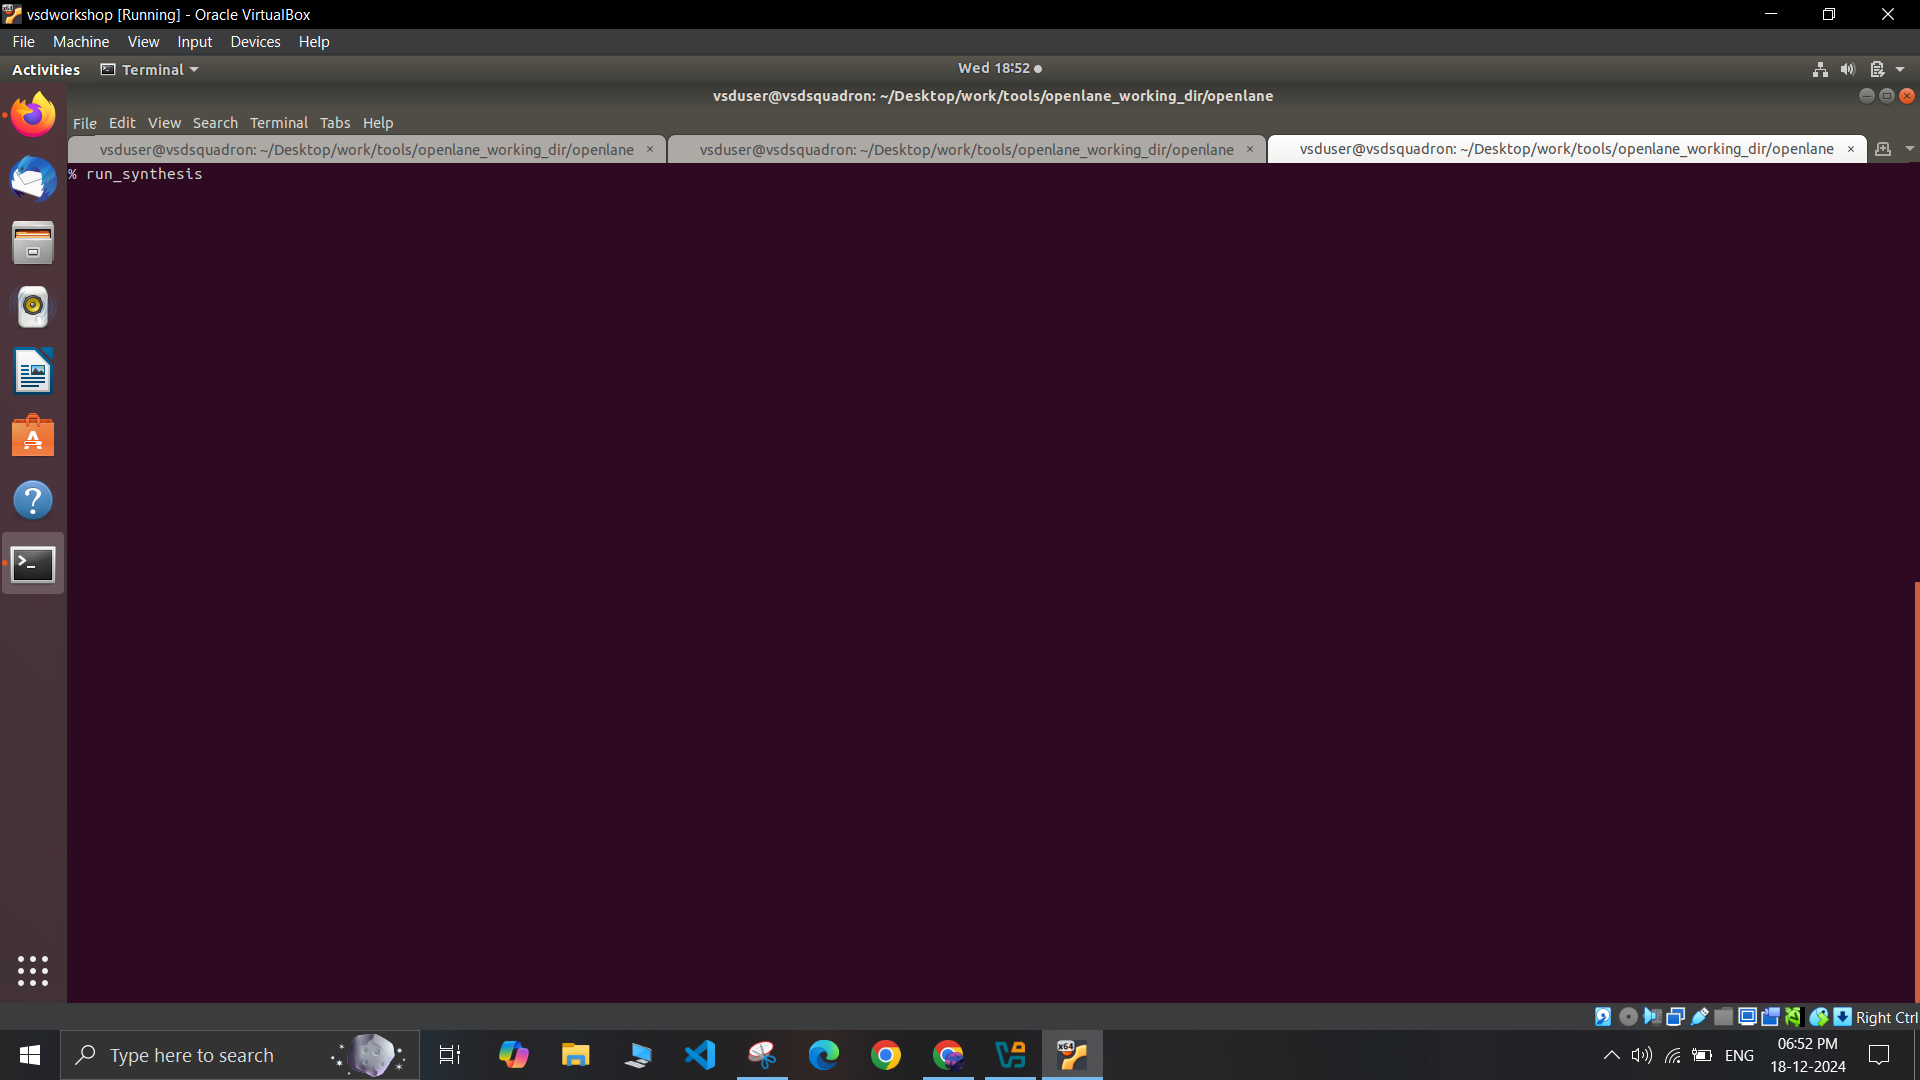 vsdworkshop [Running] - Oracle VirtualBox
File Machine View Input Devices Help
Activities Terminal Wed 18:52
vsduser@vsdsquadron: ~/Desktop/work/tools/openlane_working_dir/openlane
File Edit View Search Terminal Tabs Help
vsduser@vsdsquadron: ~/Desktop/work/tools/openlane_working_dir/openlane × vsduser@vsdsquadron: ~/Desktop/work/tools/openlane_working_dir/openlane × vsduser@vsdsquadron: ~/Desktop/work/tools/openlane_working_dir/openlane ×
% run_synthesis
Right Ctrl
Type here to search
x64
ENG
06:52 PM
18-12-2024